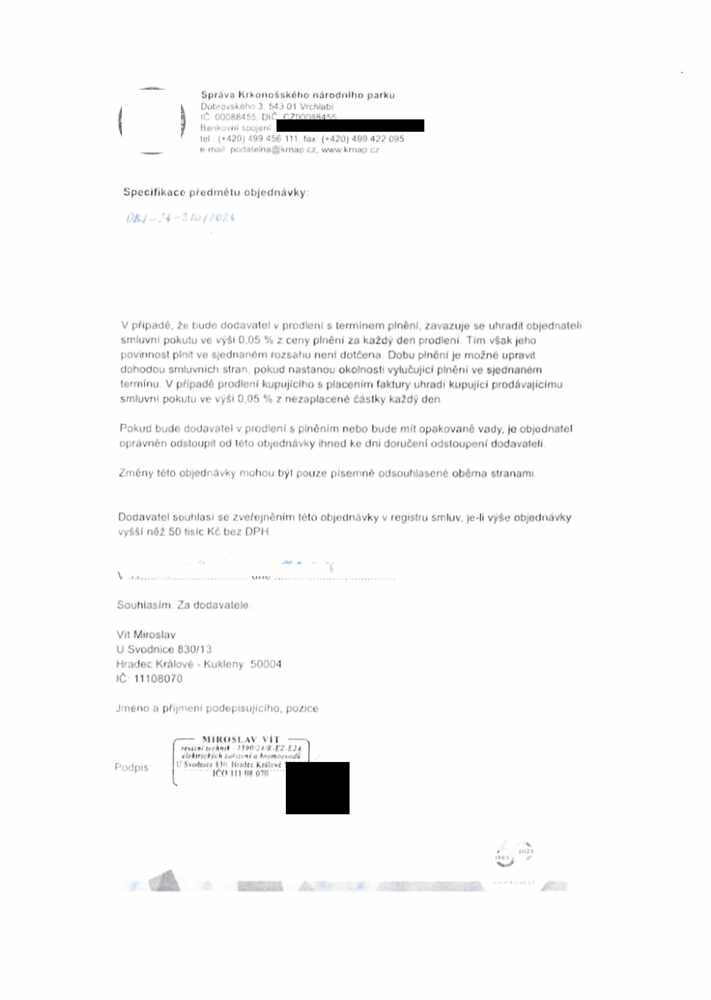 Správa Krkonošského národního parku
Dobrovského 3, 543 01 Vrchlabí
IČ: 00088455, DIČ: CZ00088455
Bankovní spojení
tel.: (+420) 499 456 111, fax: (+420) 499 422 095
e-mail: podatelna@krnap.cz, www.krnap.cz
Specifikace předmětu objednávky:
OBJ-24-310/2024
V případě, že bude dodavatel v prodlení s termínem plnění, zavazuje se uhradit objednateli
smluvní pokutu ve výši 0,05 % z ceny plnění za každý den prodlení. Tím však jeho
povinnost plnit ve sjednaném rozsahu není dotčena. Dobu plnění je možné upravit
dohodou smluvních stran, pokud nastanou okolnosti vylučující plnění ve sjednaném
termínu. V případě prodlení kupujícího s placením faktury uhradí kupující prodávajícímu
smluvní pokutu ve výši 0,05 % z nezaplacené částky každý den.
Pokud bude dodavatel v prodlení s plněním nebo bude mít opakované vady, je objednatel
oprávněn odstoupit od této objednávky ihned ke dni doručení odstoupení dodavateli.
Změny této objednávky mohou být pouze písemně odsouhlasené oběma stranami.
Dodavatel souhlasí se zveřejněním této objednávky v registru smluv, je-li výše objednávky
vyšší něž 50 tisíc Kč bez DPH.
V dne
Souhlasím. Za dodavatele:
Vít Miroslav
U Svodnice 830/13
Hradec Králové - Kukleny 50004
IČ: 11108070
Jméno a příjmení podepisujícího, pozice
MIROSLAV VÍT
revizní technik - 1590/24/R-EZ-E2A
elektrických zařízení a hromosvodů
U Svodnice 830, Hradec Králové
Podpis:
IČO 111 08 070
1963 2023